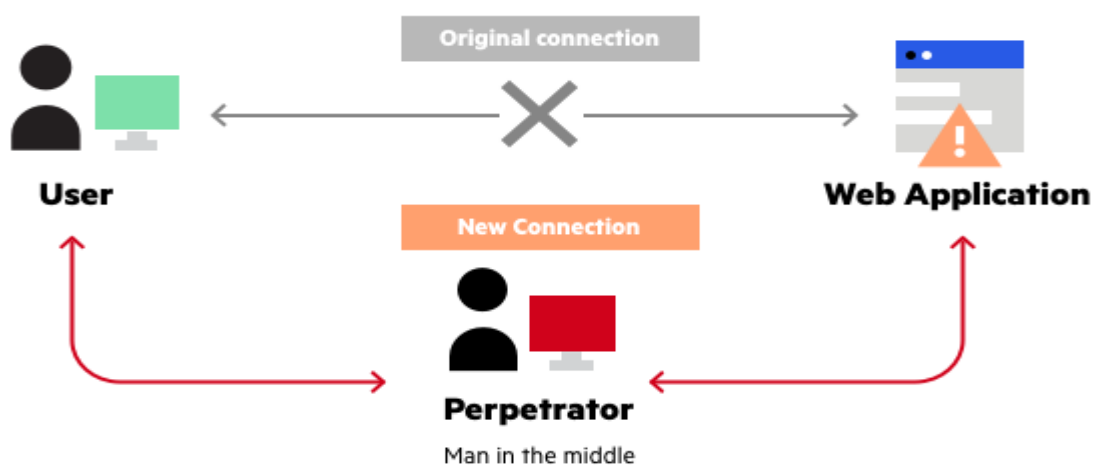 Original connection
User
Web Application
New Connection
Perpetrator
Man in the middle